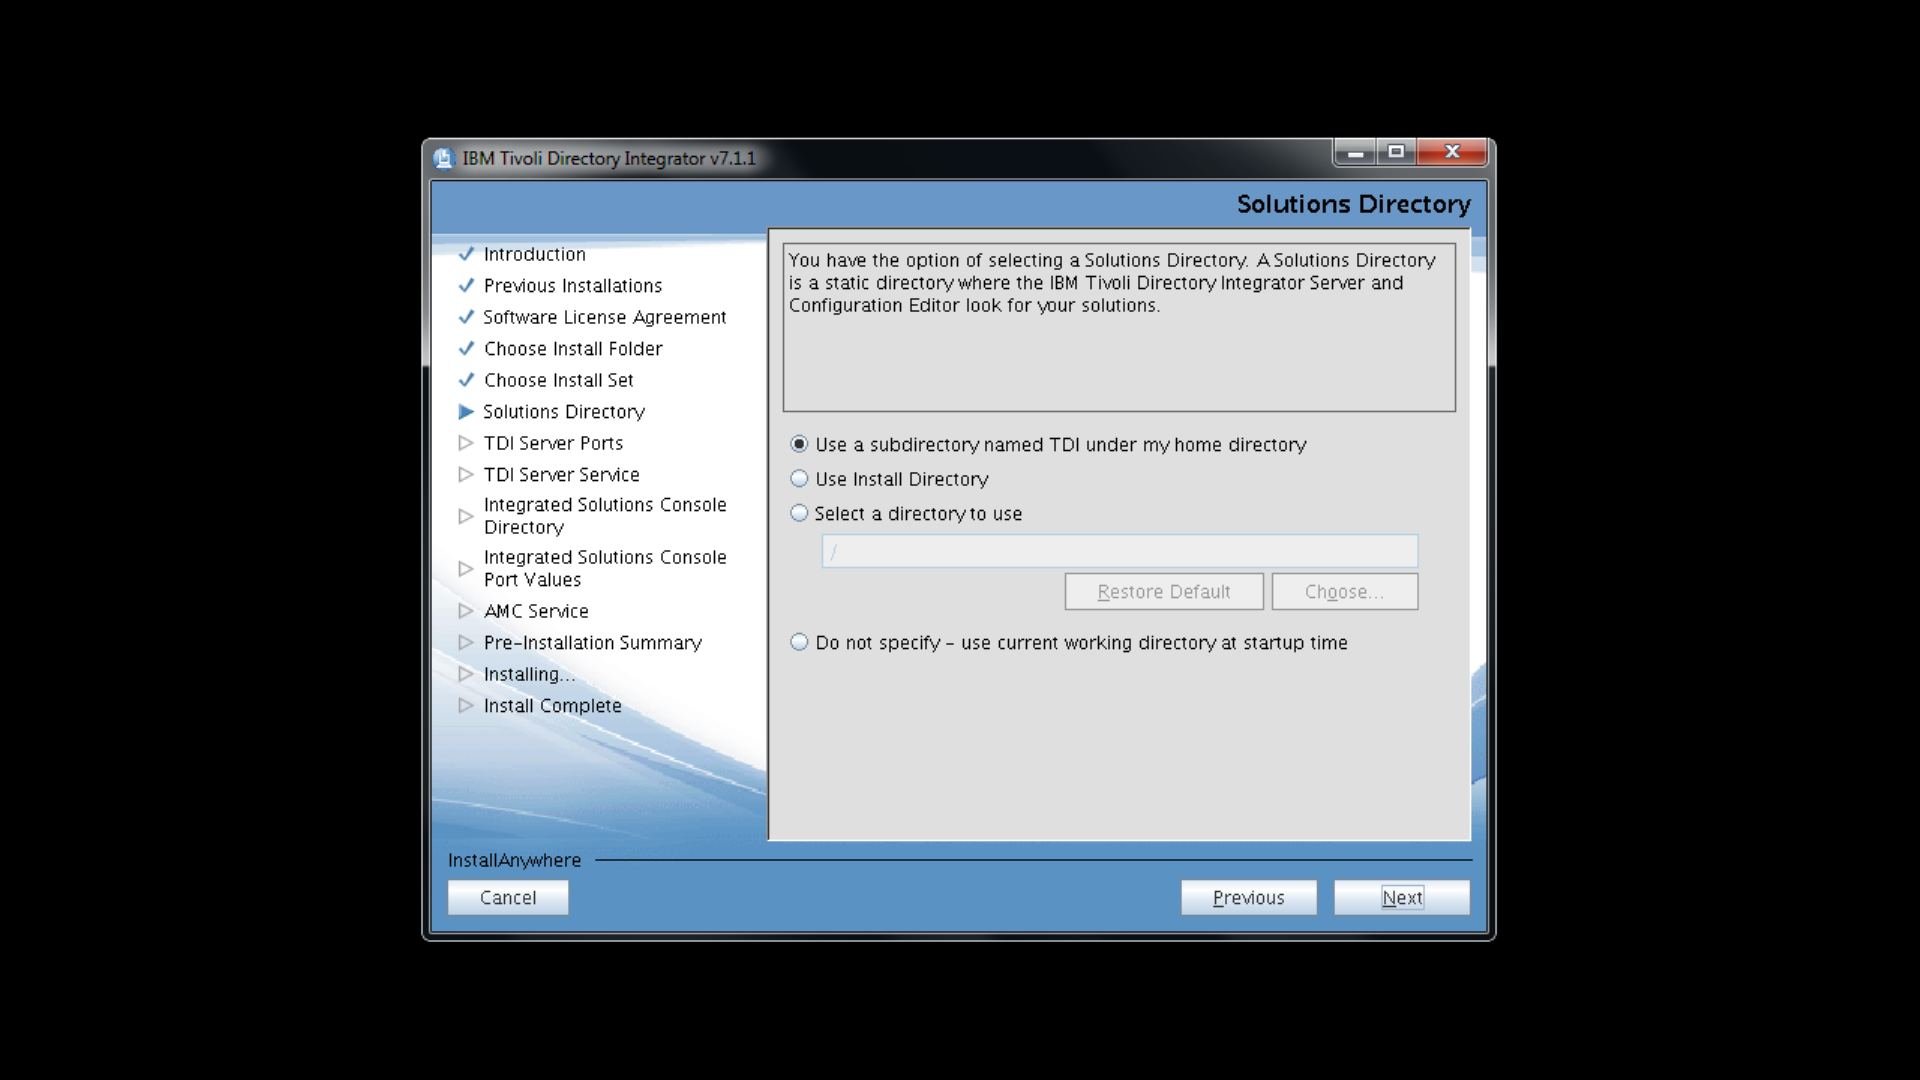 IBM Tivoli Directory Integrator v7.1.1
Solutions Directory
Introduction
Previous Installations
Software License Agreement
Choose Install Folder
Choose Install Set
Solutions Directory
TDI Server Ports
TDI Server Service
Integrated Solutions Console
Directory
Integrated Solutions Console
Port Values
AMC Service
Pre-Installation Summary
Installing...
Install Complete
You have the option of selecting a Solutions Directory. A Solutions Directory
is a static directory where the IBM Tivoli Directory Integrator Server and
Configuration Editor look for your solutions.
Use a subdirectory named TDI under my home directory
Use Install Directory
Select a directory to use
/
Restore Default
Choose...
Do not specify - use current working directory at startup time
InstallAnywhere
Cancel
Previous
Next